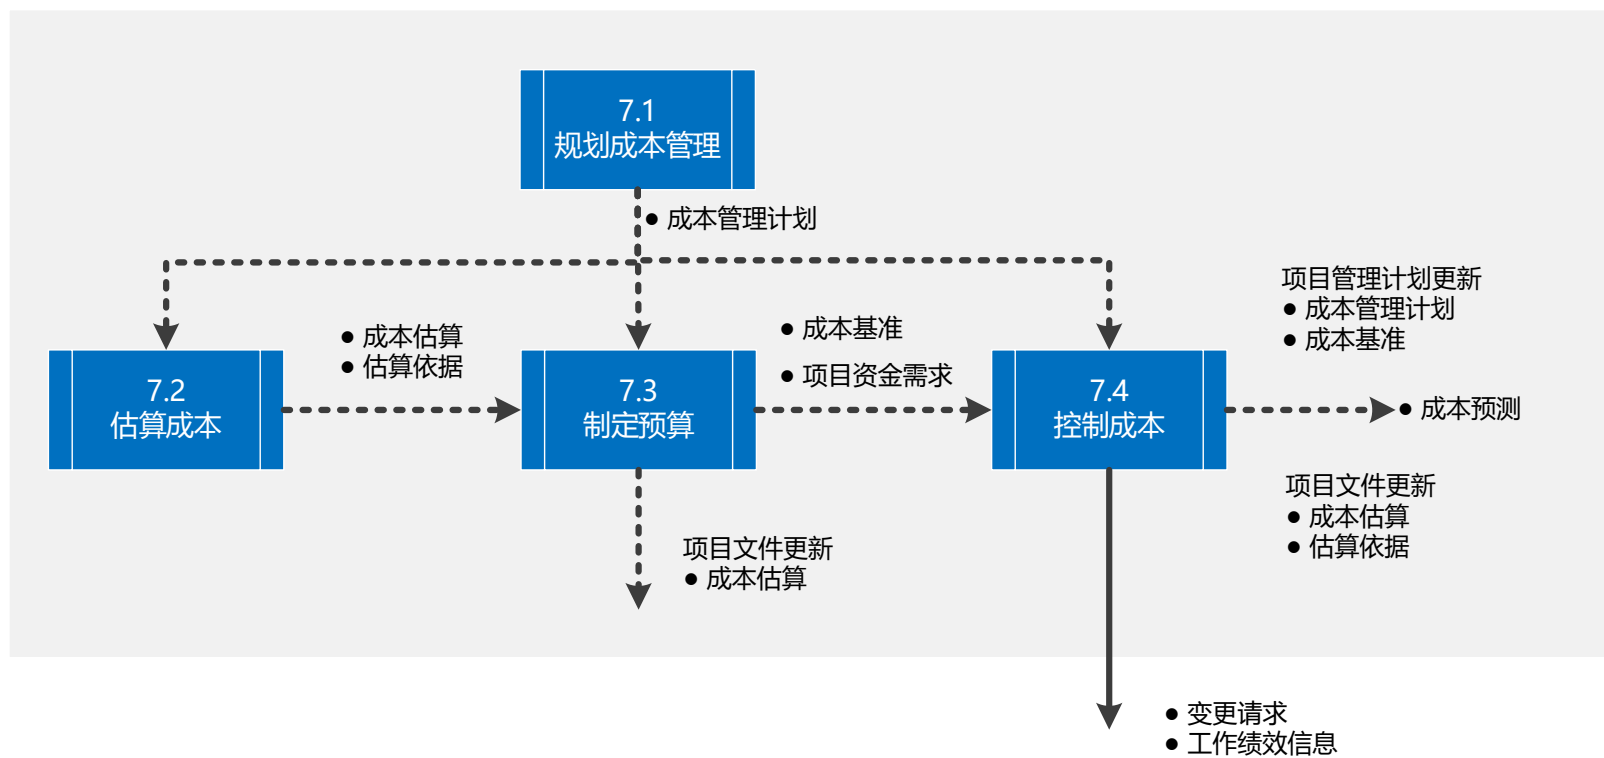 7.1
规划成本管理
● 成本管理计划
项目管理计划更新
● 成本管理计划
● 成本基准
● 成本估算
● 估算依据
● 成本基准
● 项目资金需求
7.2
估算成本
7.3
制定预算
7.4
控制成本
● 成本预测
项目文件更新
● 成本估算
● 估算依据
项目文件更新
● 成本估算
● 变更请求
● 工作绩效信息